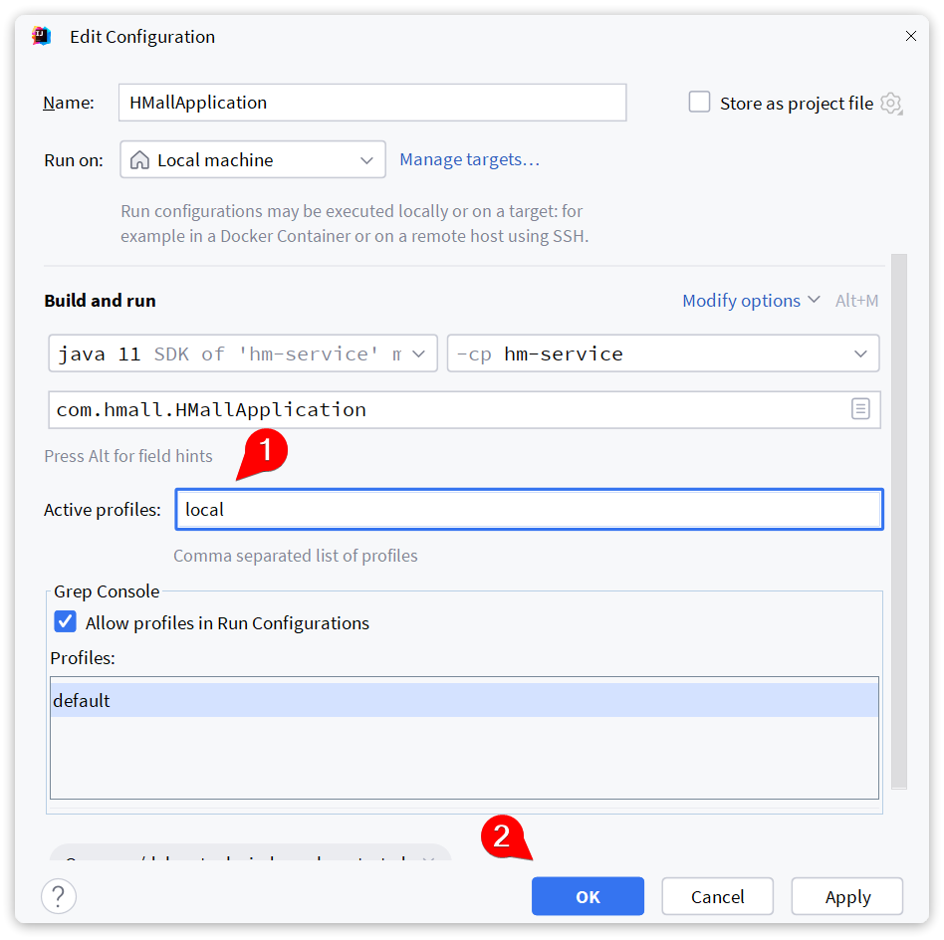 Edit Configuration
Name: HMallApplication Store as project file
Run on: Local machine Manage targets...
Run configurations may be executed locally or on a target: for
example in a Docker Container or on a remote host using SSH.
Build and run Modify options Alt+M
java 11 SDK of 'hm-service' m -cp hm-service
com.hmall.HMallApplication
Press Alt for field hints
1
Active profiles: local
Comma separated list of profiles
Grep Console
Allow profiles in Run Configurations
Profiles:
default
2
? OK Cancel Apply